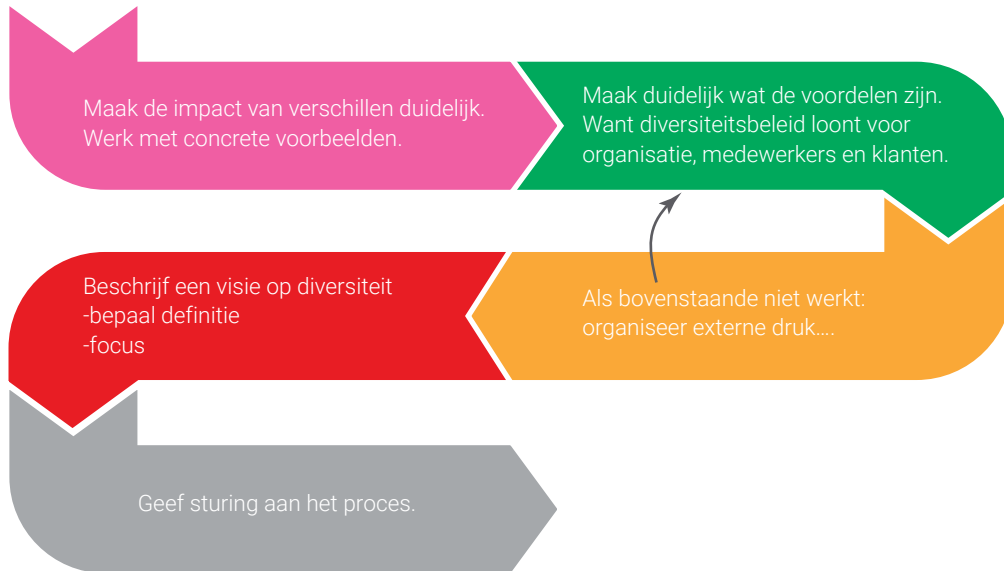 Maak de impact van verschillen duidelijk.
Werk met concrete voorbeelden.
Maak duidelijk wat de voordelen zijn.
Want diversiteitsbeleid loont voor
organisatie, medewerkers en klanten.
Als bovenstaande niet werkt:
organiseer externe druk....
Beschrijf een visie op diversiteit
-bepaal definitie
-focus
Geef sturing aan het proces.